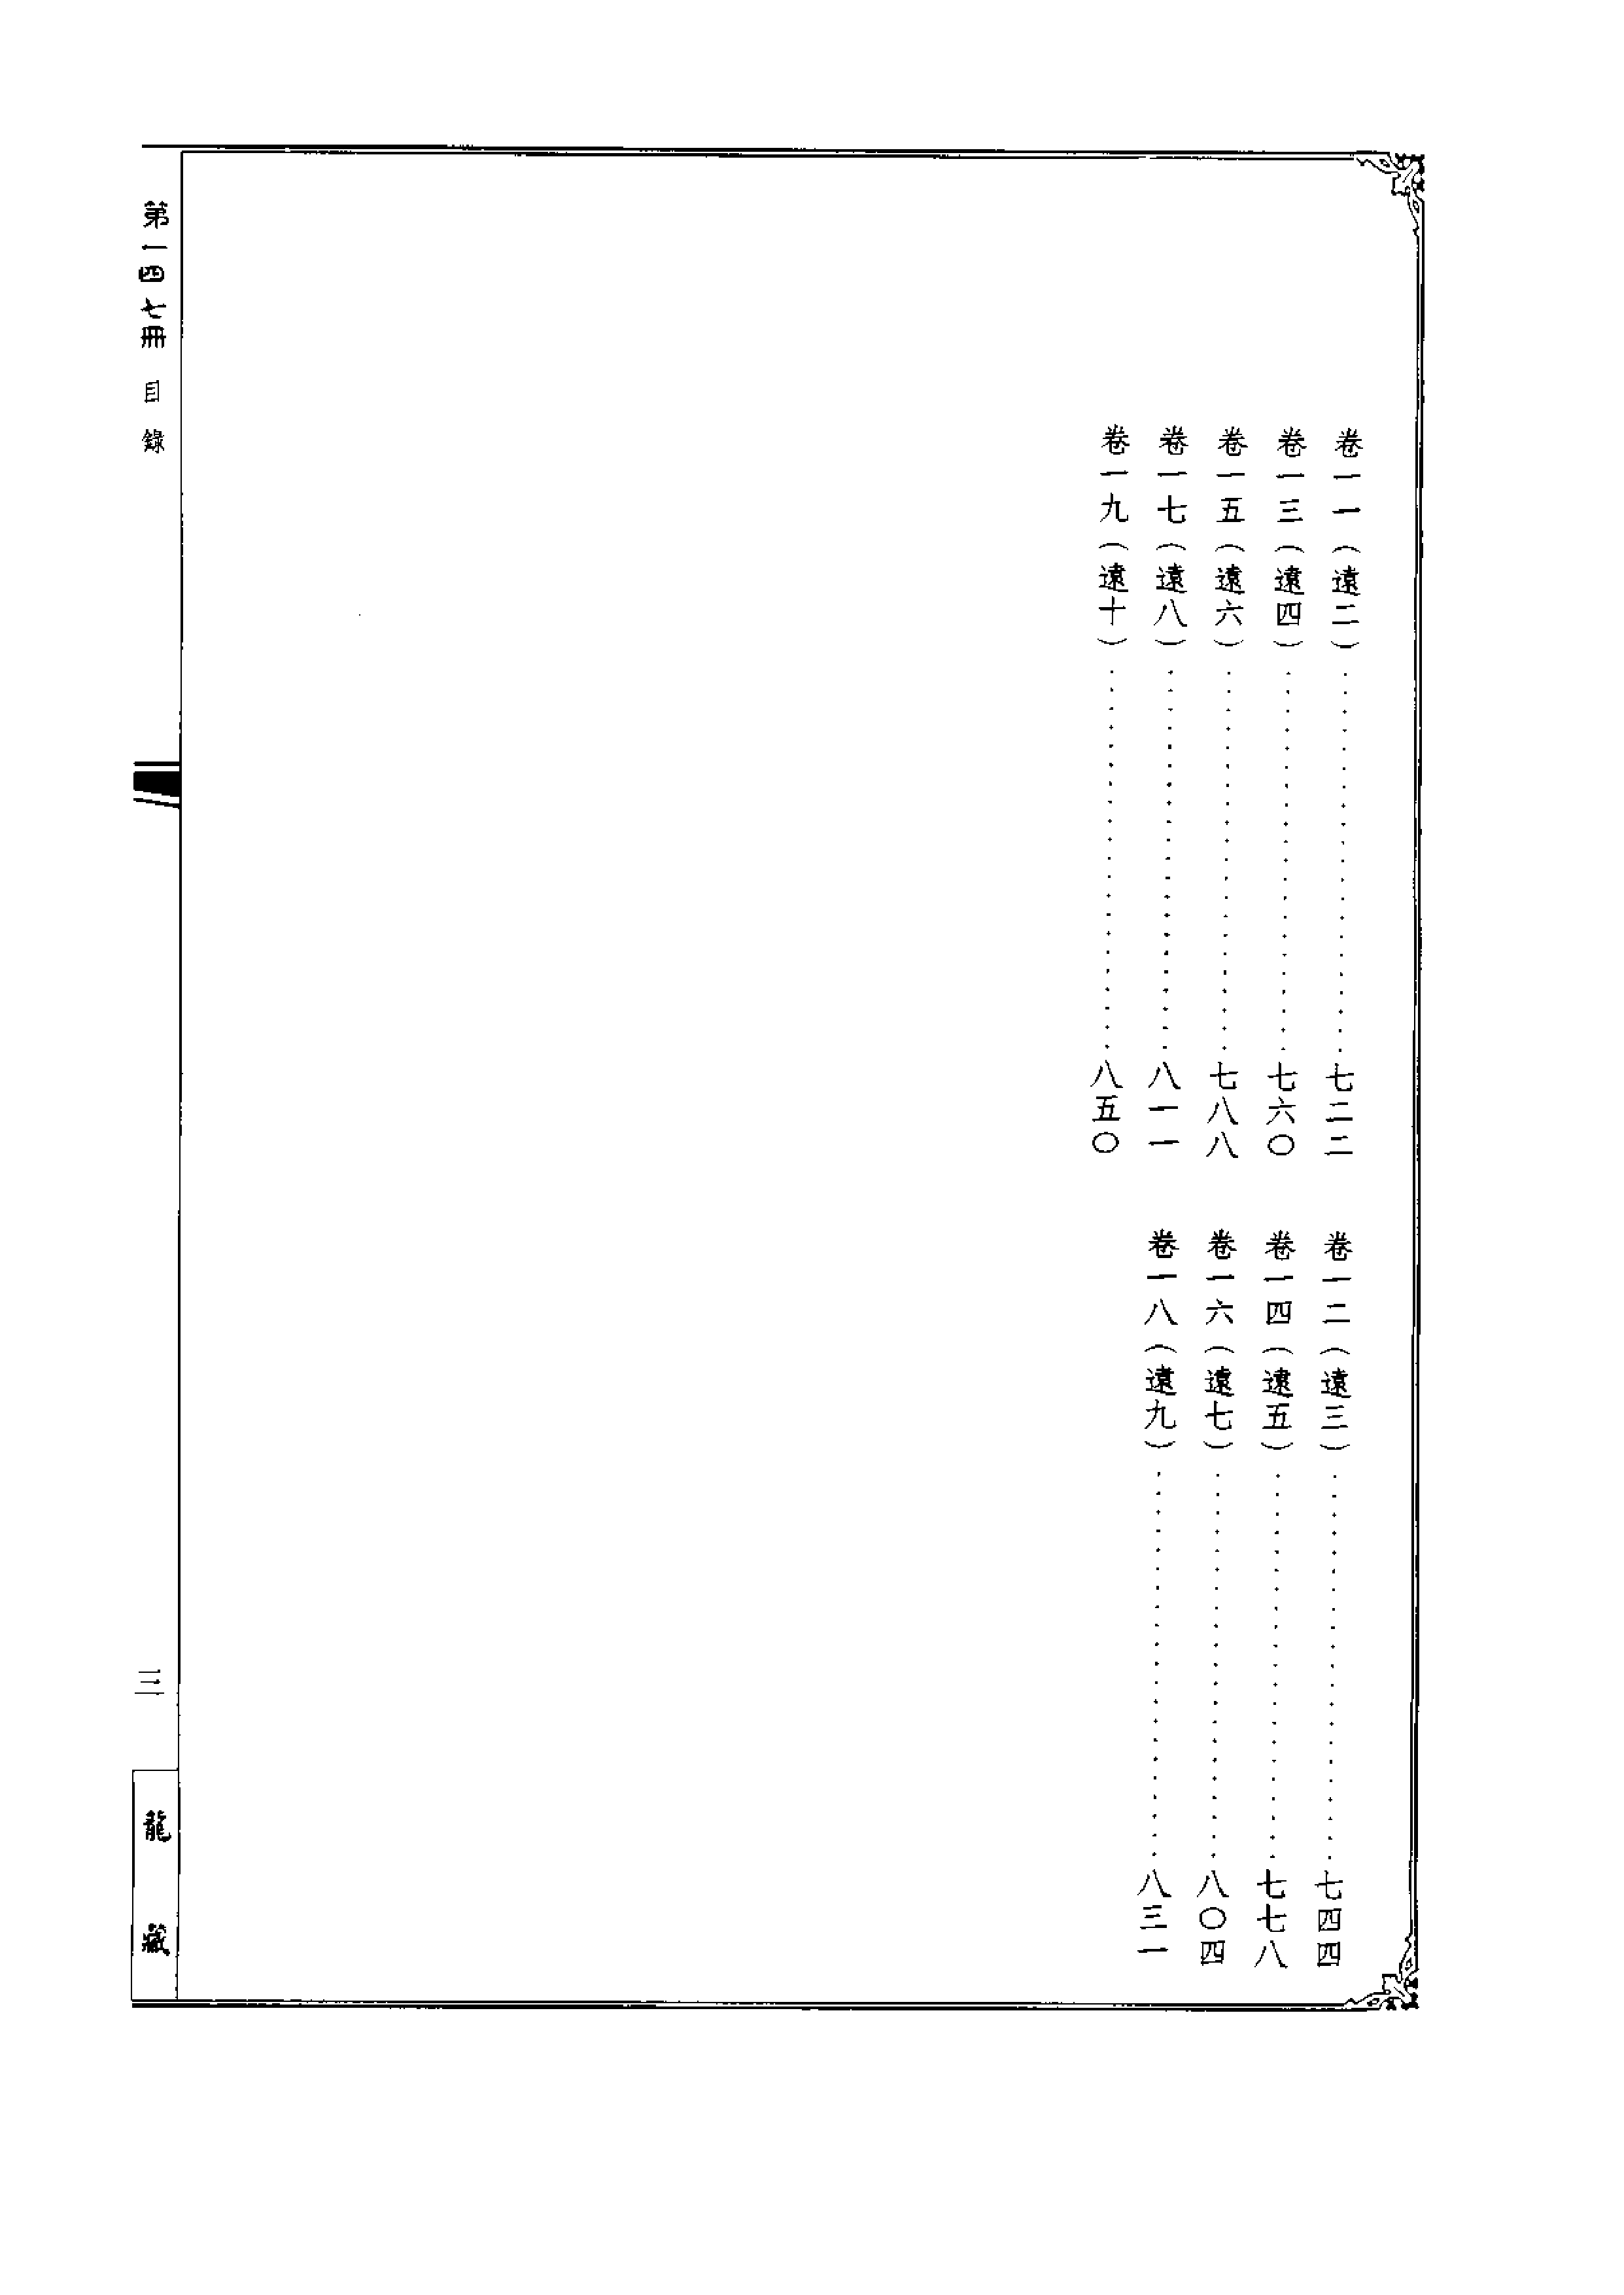 卷一一（遠二）……………………七二二
卷一二（遠三）……………………七四四
卷一三（遠四）……………………七六〇
卷一四（遠五）……………………七七八
卷一五（遠六）……………………七八八
卷一六（遠七）……………………八〇四
卷一七（遠八）……………………八一一
卷一八（遠九）……………………八三一
卷一九（遠十）……………………八五〇
第一四七冊 目錄
三
龍藏